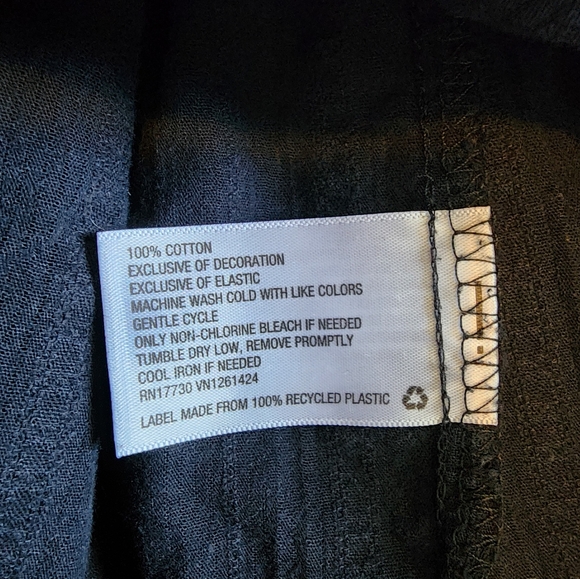 100% COTTON
EXCLUSIVE OF DECORATION
EXCLUSIVE OF ELASTIC
MACHINE WASH COLD WITH LIKE COLORS
GENTLE CYCLE
ONLY NON-CHLORINE BLEACH IF NEEDED
TUMBLE DRY LOW, REMOVE PROMPTLY
COOL IRON IF NEEDED
RN17730 VN1261424
LABEL MADE FROM 100% RECYCLED PLASTIC